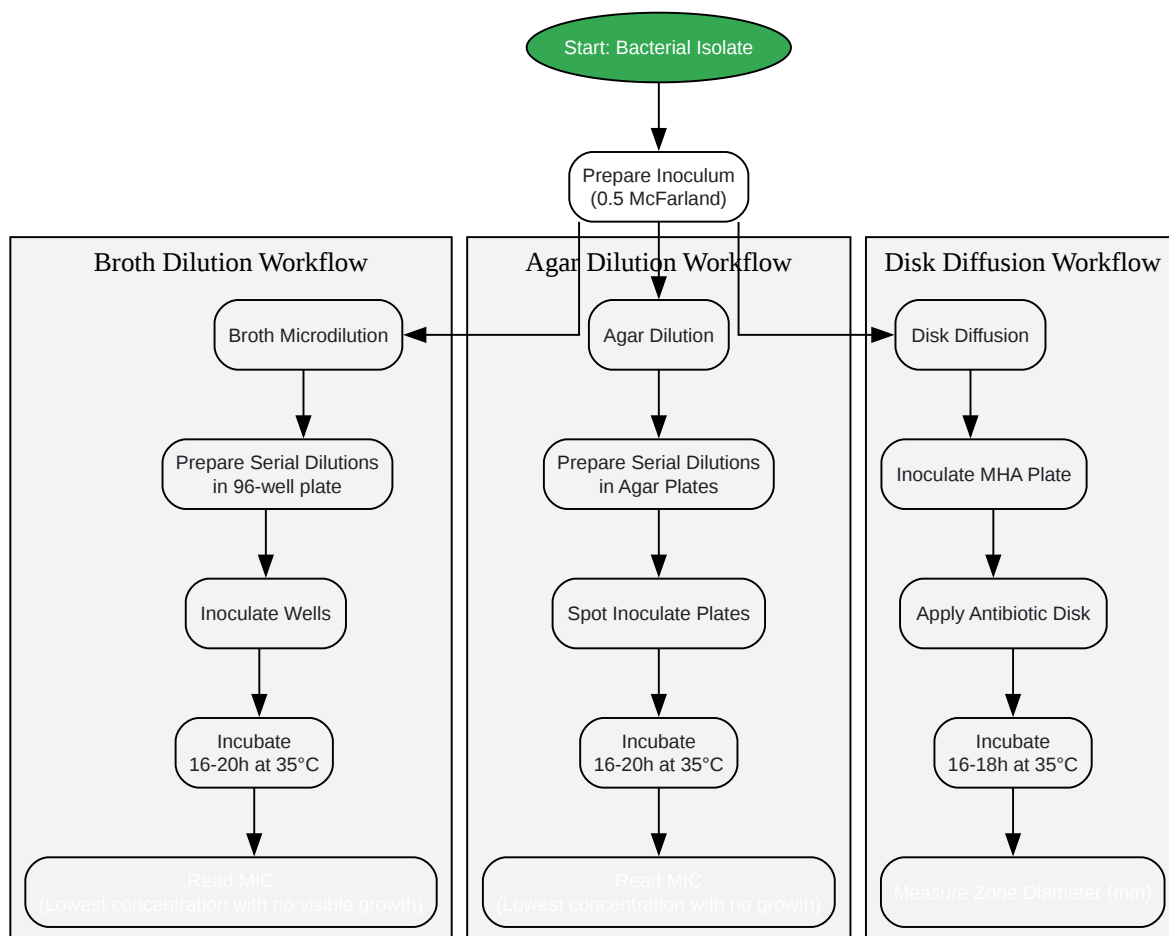 Start: Bacterial Isolate
Prepare Inoculum
(0.5 McFarland)
Broth Dilution Workflow
Broth Microdilution
Prepare Serial Dilutions
in 96-well plate
Inoculate Wells
Incubate
16-20h at 35°C
Read MIC
(Lowest concentration with no visible growth)
Agar Dilution Workflow
Agar Dilution
Prepare Serial Dilutions
in Agar Plates
Spot Inoculate Plates
Incubate
16-20h at 35°C
Read MIC
(Lowest concentration with no growth)
Disk Diffusion Workflow
Disk Diffusion
Inoculate MHA Plate
Apply Antibiotic Disk
Incubate
16-18h at 35°C
Measure Zone Diameter (mm)